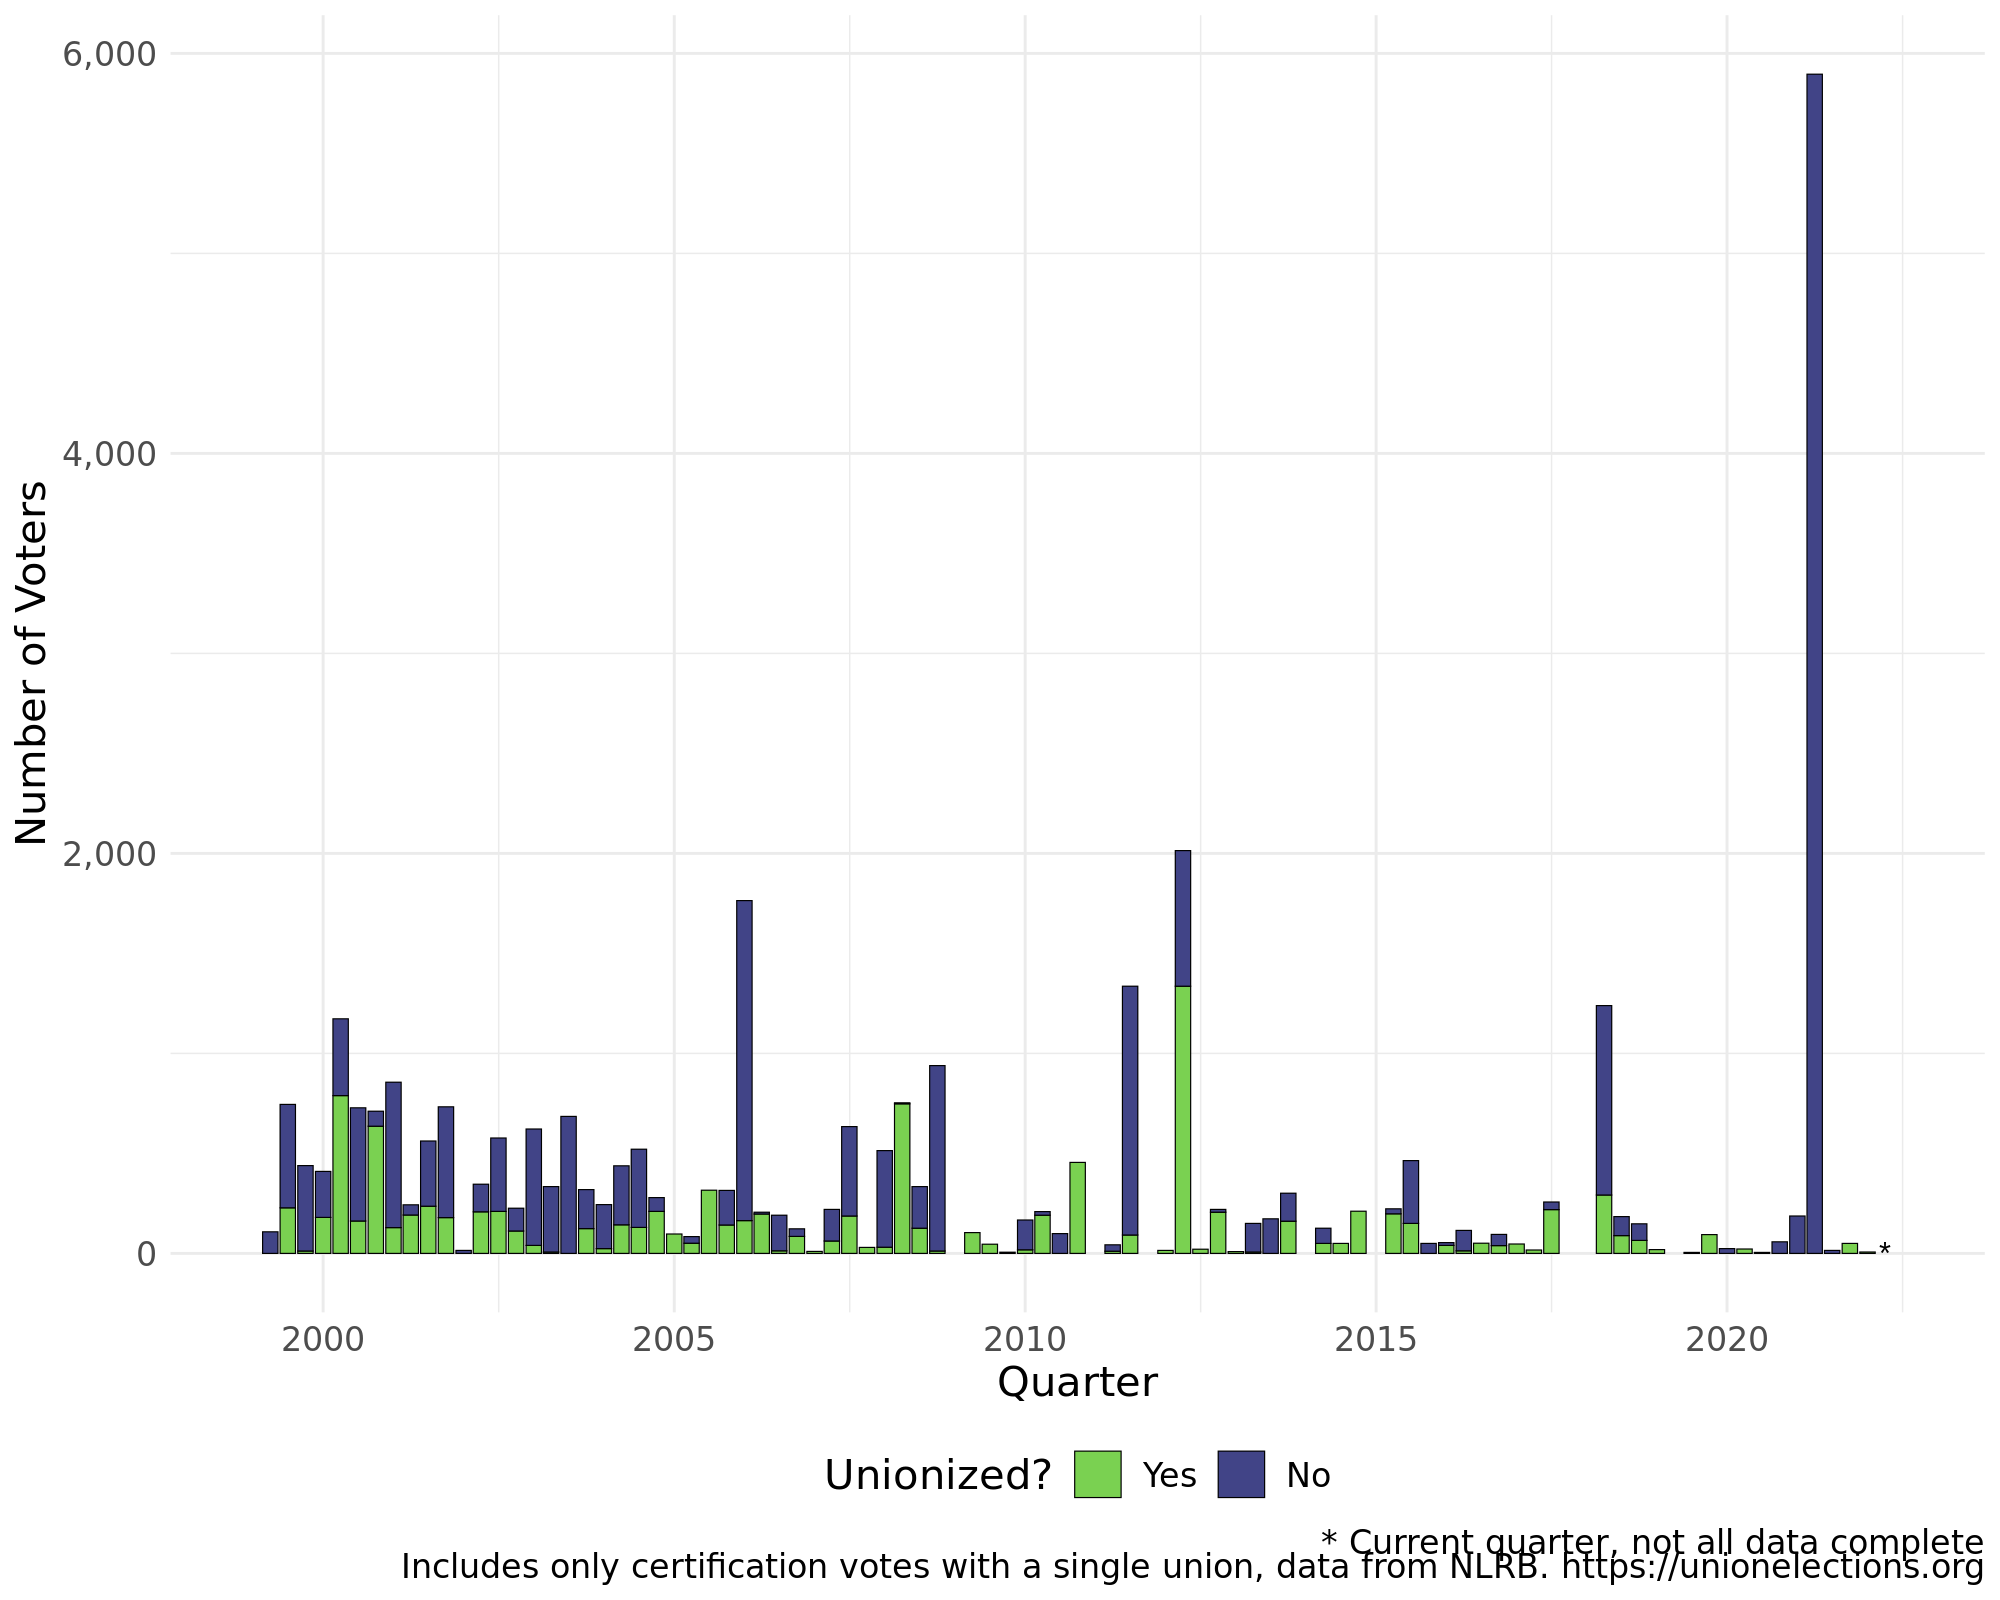 6,000
4,000
2,000
0
Number of Voters
*
2000 2005 2010 2015 2020
Quarter
Unionized? Yes No
* Current quarter, not all data complete
Includes only certification votes with a single union, data from NLRB. https://unionelections.org